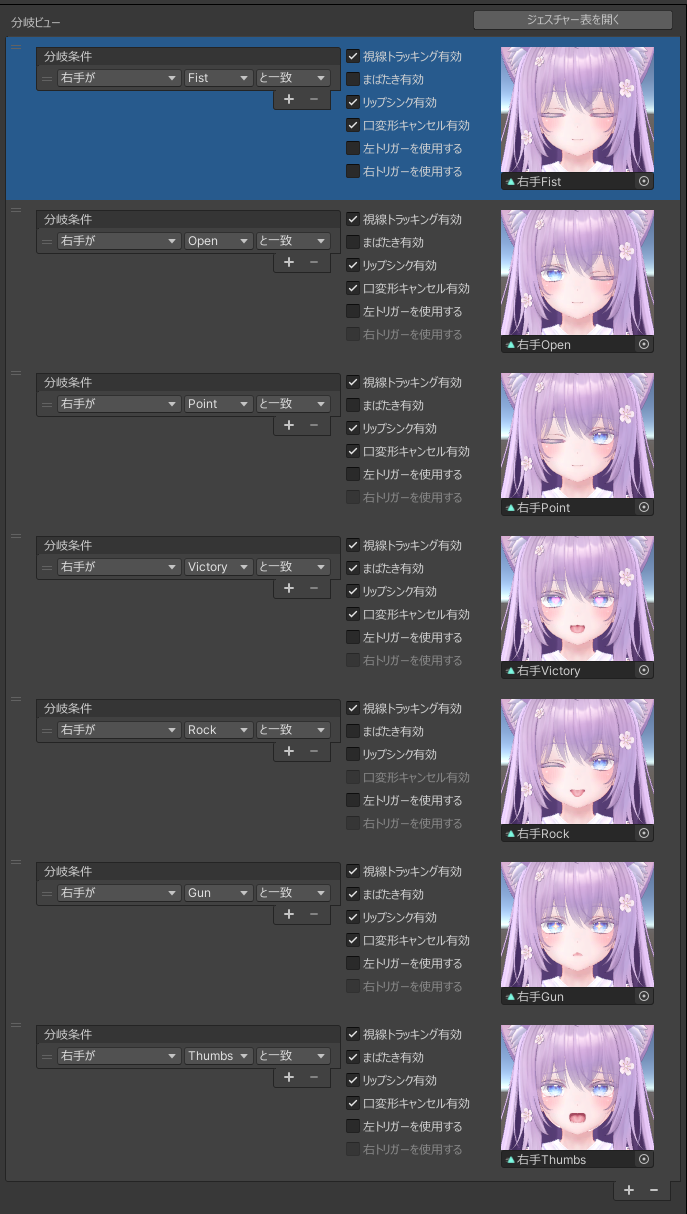 分岐ビュー
ジェスチャー表を開く
分岐条件
右手が Fist と一致
視線トラッキング有効
まばたき有効
リップシンク有効
口変形キャンセル有効
左トリガーを使用する
右トリガーを使用する
右手Fist
分岐条件
右手が Open と一致
視線トラッキング有効
まばたき有効
リップシンク有効
口変形キャンセル有効
左トリガーを使用する
右トリガーを使用する
右手Open
分岐条件
右手が Point と一致
視線トラッキング有効
まばたき有効
リップシンク有効
口変形キャンセル有効
左トリガーを使用する
右トリガーを使用する
右手Point
分岐条件
右手が Victory と一致
視線トラッキング有効
まばたき有効
リップシンク有効
口変形キャンセル有効
左トリガーを使用する
右トリガーを使用する
右手Victory
分岐条件
右手が Rock と一致
視線トラッキング有効
まばたき有効
リップシンク有効
口変形キャンセル有効
左トリガーを使用する
右トリガーを使用する
右手Rock
分岐条件
右手が Gun と一致
視線トラッキング有効
まばたき有効
リップシンク有効
口変形キャンセル有効
左トリガーを使用する
右トリガーを使用する
右手Gun
分岐条件
右手が Thumbs と一致
視線トラッキング有効
まばたき有効
リップシンク有効
口変形キャンセル有効
左トリガーを使用する
右トリガーを使用する
右手Thumbs